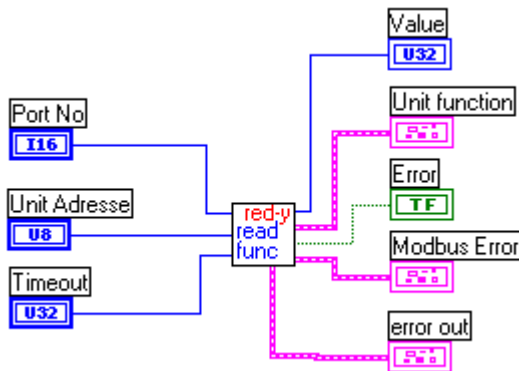 Value
U32
Port No
I16
Unit function
Error
TF
Unit Adresse
U8
red-y
read
func
Modbus Error
Timeout
U32
error out